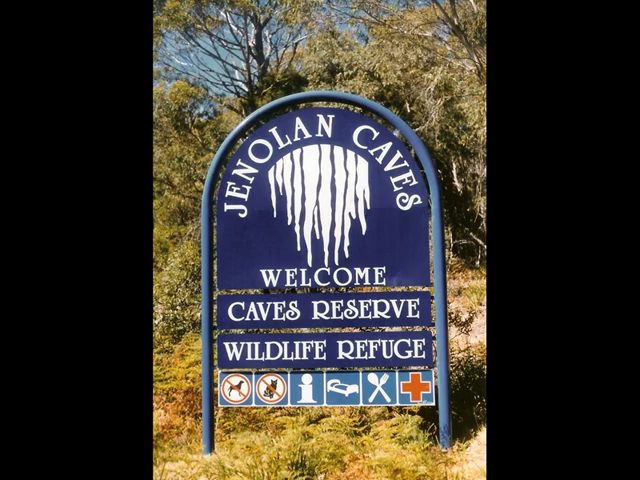 JENOLAN CAVES
WELCOME
CAVES RESERVE
WILDLIFE REFUGE
i